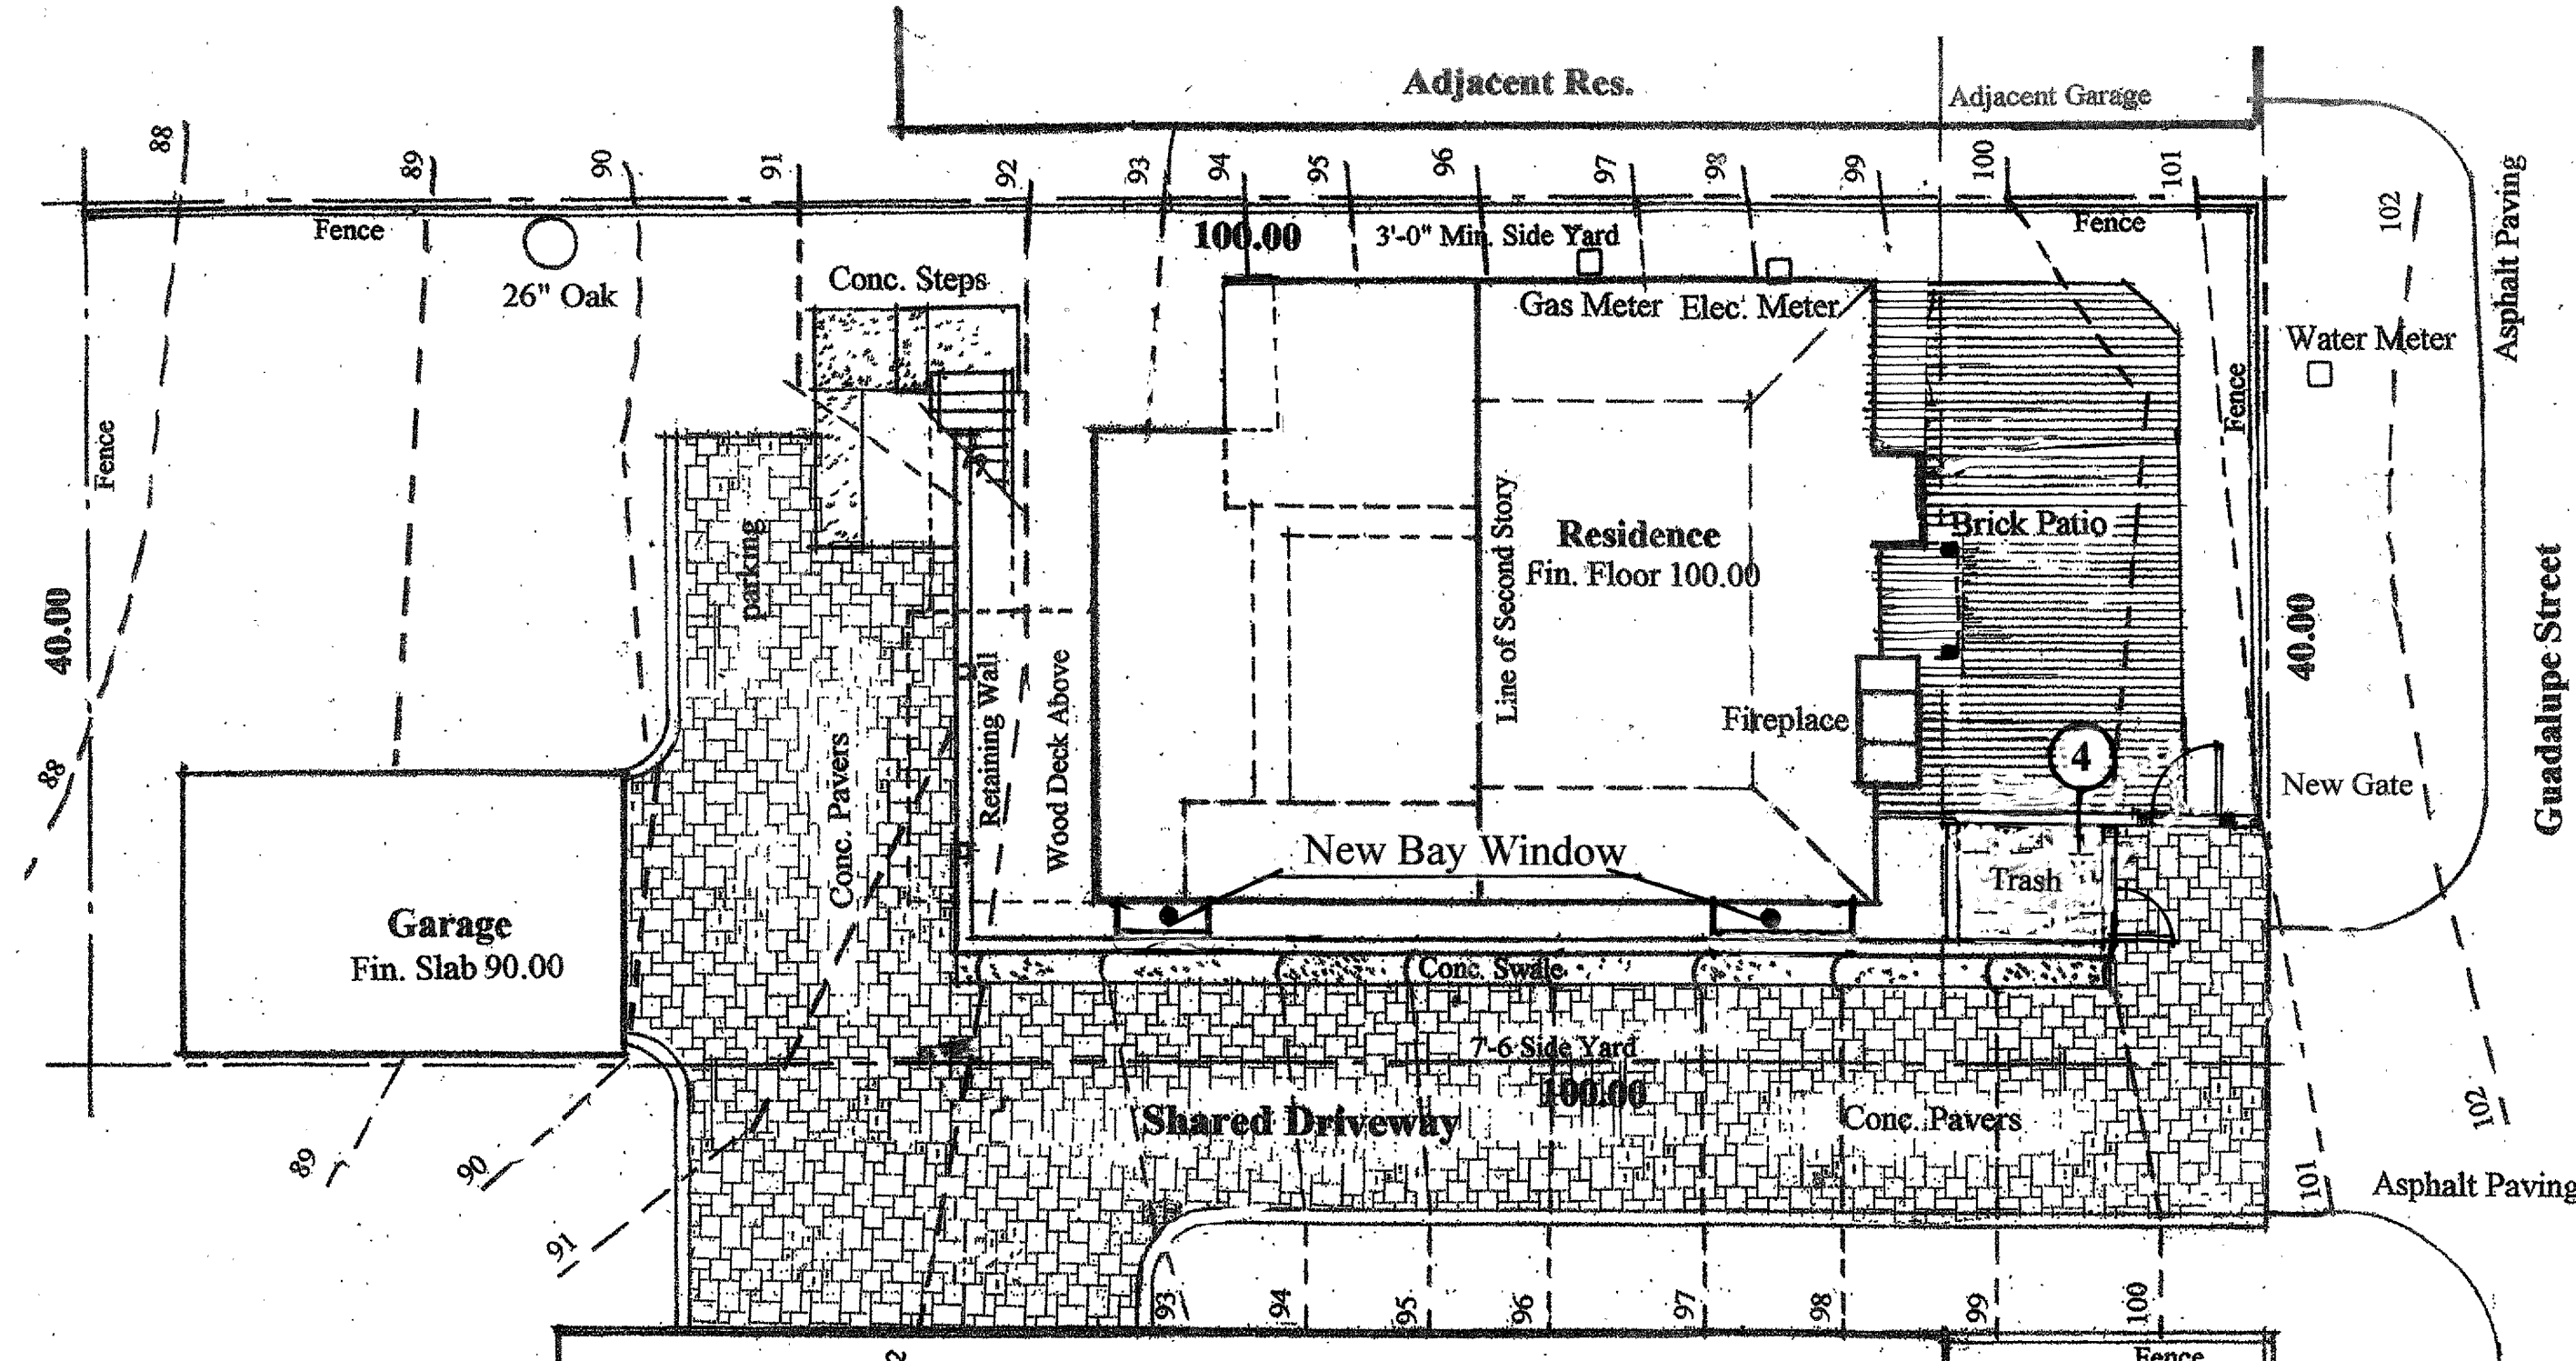 Adjacent Res.
Adjacent Garage
88
89
90
91
92
93
94
95
96
97
98
99
100
101
102
Asphalt Paving
Fence
100.00
3'-0" Min. Side Yard
Fence
26" Oak
Conc. Steps
Gas Meter
Elec. Meter
Water Meter
Fence
Fence
parking
Line of Second Story
Residence
Fin. Floor 100.00
Brick Patio
40.00
40.00
Guadalupe Street
Retaining Wall
Wood Deck Above
Conc. Pavers
Fireplace
4
New Gate
88
New Bay Window
Trash
Garage
Fin. Slab 90.00
Conc. Swale
7'-6 Side Yard
100.00
Shared Driveway
Conc. Pavers
89
90
91
102
101
Asphalt Paving
93
94
95
96
97
98
99
100
Fence